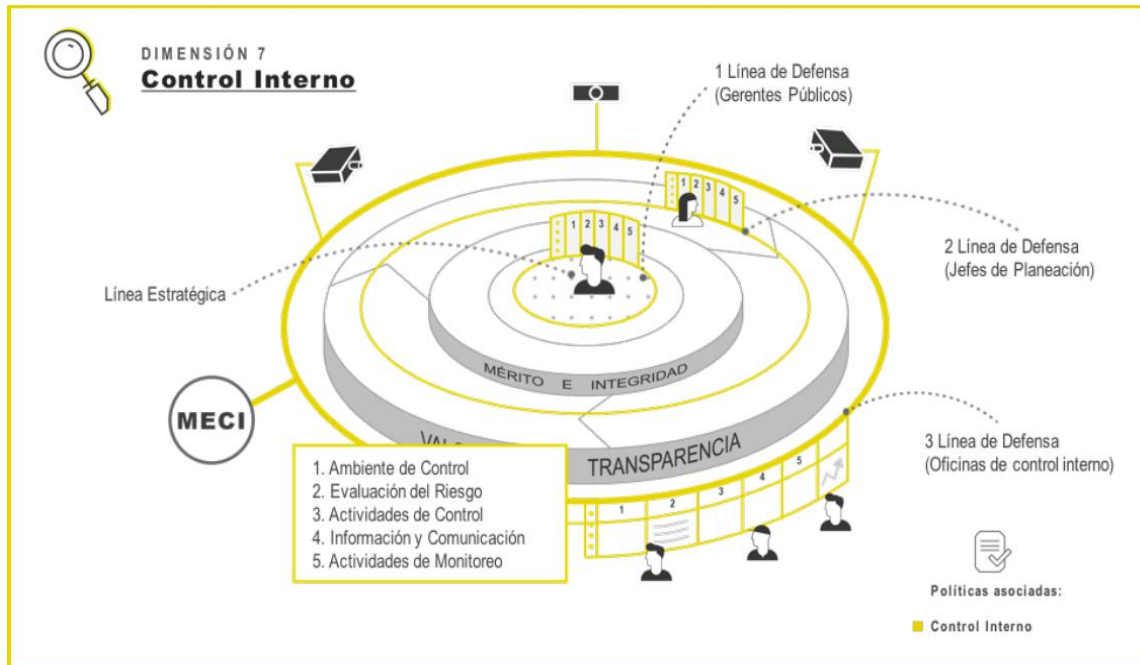 DIMENSIÓN 7
Control Interno
1 Línea de Defensa
(Gerentes Públicos)
1 2 3 4 5
1 2 3 4 5
2 Línea de Defensa
(Jefes de Planeación)
Línea Estratégica
MÉRITO E INTEGRIDAD
MECI
TRANSPARENCIA
3 Línea de Defensa
(Oficinas de control interno)
1. Ambiente de Control
2. Evaluación del Riesgo
3. Actividades de Control
4. Información y Comunicación
5. Actividades de Monitoreo
1 2 3 4 5
Políticas asociadas:
Control Interno